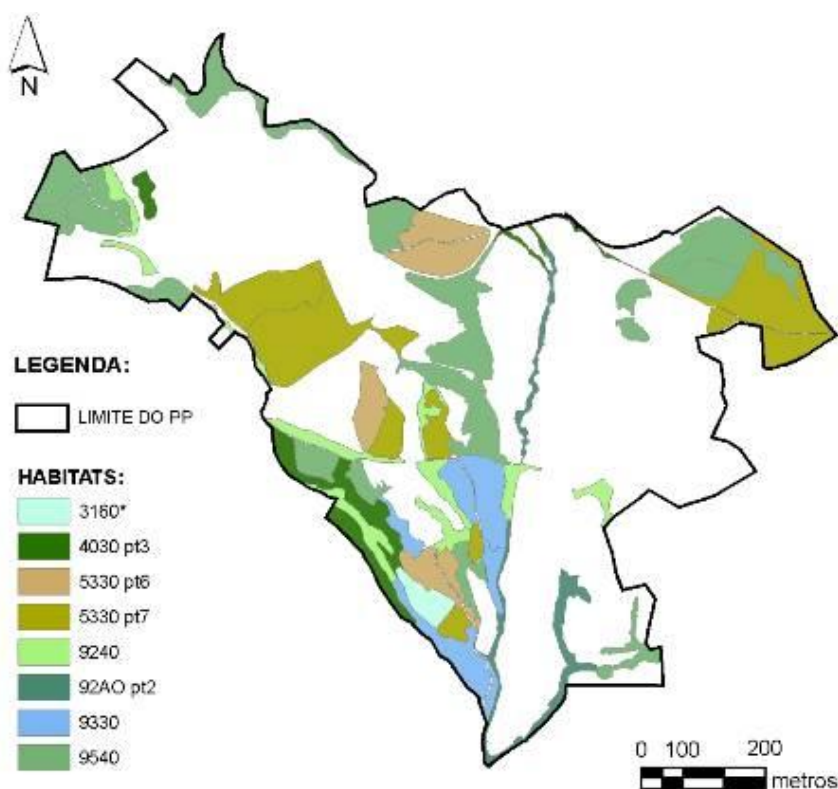 N
LEGENDA:
LIMITE DO PP
HABITATS:
3160*
4030 pt3
5330 pt6
5330 pt7
9240
92AO pt2
9330
9540
0 100 200
metros